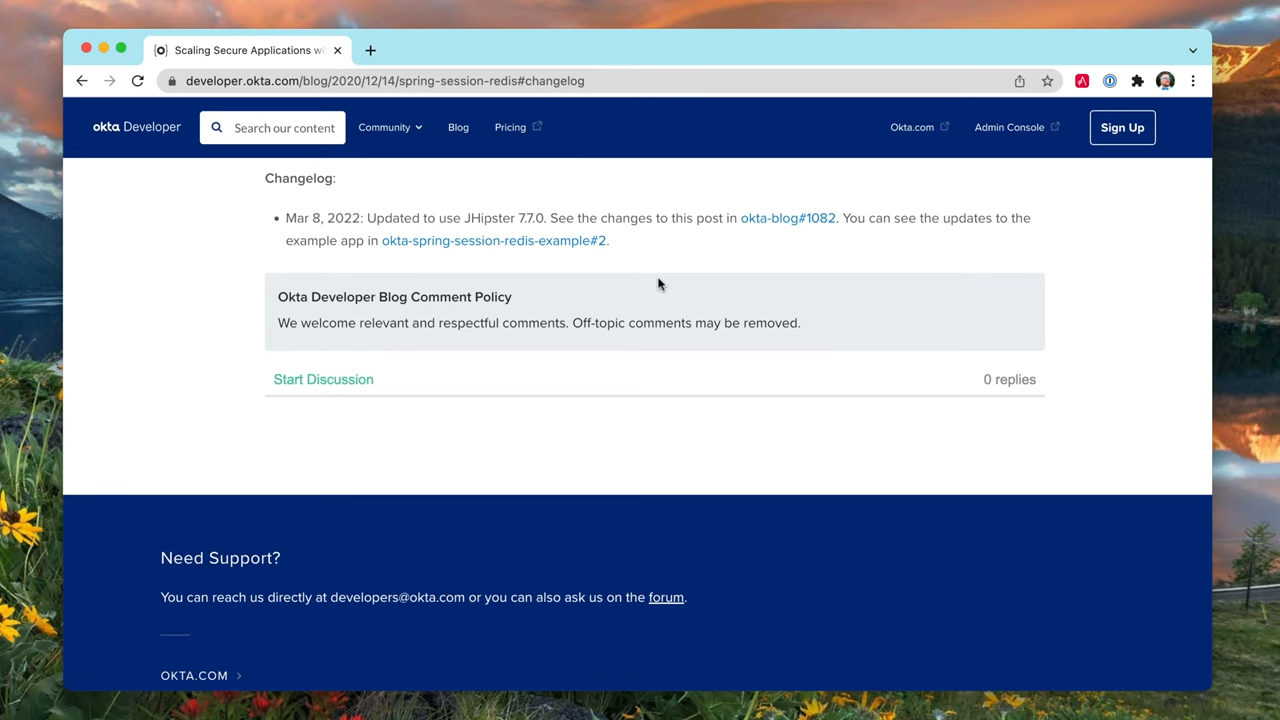 Scaling Secure Applications wi
developer.okta.com/blog/2020/12/14/spring-session-redis#changelog
okta Developer
Search our content
Community
Blog
Pricing
Okta.com
Admin Console
Sign Up
Changelog:
• Mar 8, 2022: Updated to use JHipster 7.7.0. See the changes to this post in okta-blog#1082. You can see the updates to the
example app in okta-spring-session-redis-example#2.
Okta Developer Blog Comment Policy
We welcome relevant and respectful comments. Off-topic comments may be removed.
Start Discussion
0 replies
Need Support?
You can reach us directly at developers@okta.com or you can also ask us on the forum.
OKTA.COM >